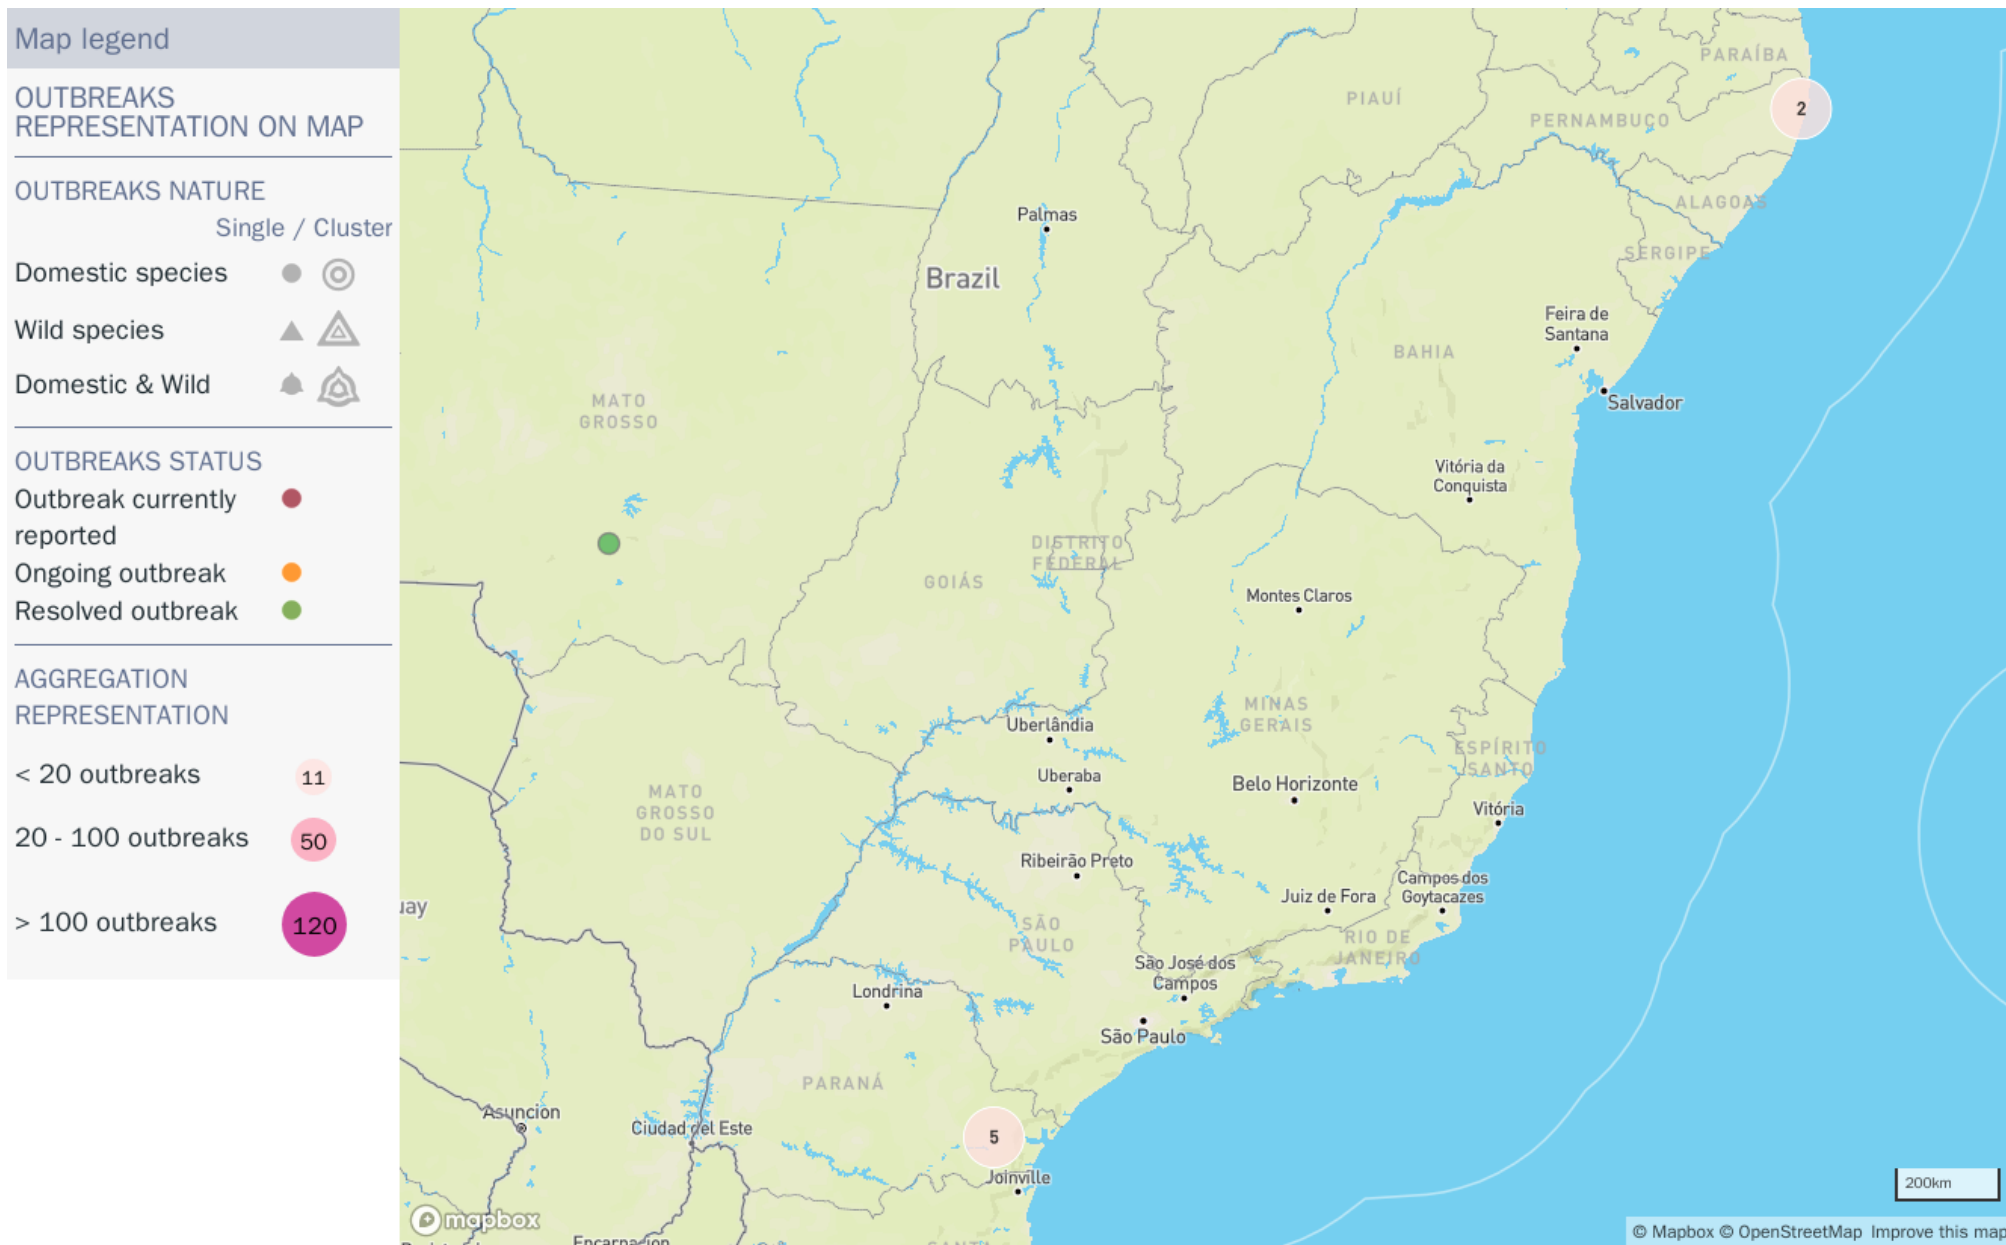 Map legend
OUTBREAKS
REPRESENTATION ON MAP
OUTBREAKS NATURE
Single / Cluster
Domestic species
Wild species
Domestic & Wild
OUTBREAKS STATUS
Outbreak currently
reported
Ongoing outbreak
Resolved outbreak
AGGREGATION
REPRESENTATION
< 20 outbreaks 11
20 - 100 outbreaks 50
> 100 outbreaks 120
PARAÍBA
PIAUÍ
2
PERNAMBUCO
ALAGOAS
Palmas
SERGIPE
Brazil
Feira de
Santana
BAHIA
MATO
GROSSO
Salvador
Vitória da
Conquista
DISTRITO
FEDERAL
GOIÁS
Montes Claros
MINAS
GERAIS
Uberlândia
ESPÍRITO
SANTO
Uberaba
Belo Horizonte
MATO
GROSSO
DO SUL
Vitória
Ribeirão Preto
Campos dos
Goytacazes
Juiz de Fora
uay
SÃO
PAULO
RIO DE
JANEIRO
São José dos
Campos
Londrina
São Paulo
PARANÁ
Asuncion
Ciudad del Este
5
Joinville
200km
mapbox
© Mapbox © OpenStreetMap Improve this map
Encarnacion
SANTA